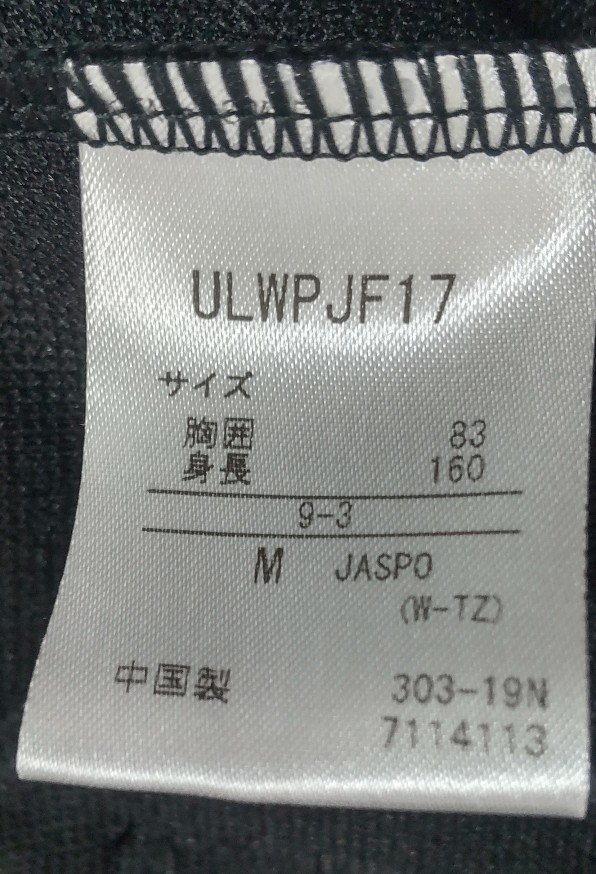 ULWPJF17
サイズ
胸囲 83
身長 160
9-3
M JASPO
(W-TZ)
中国製 303-19N
7114113